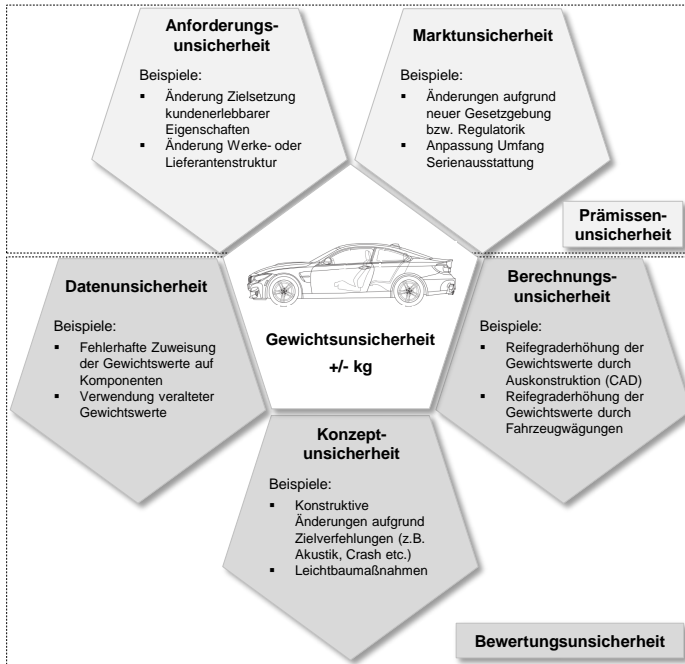 Anforderungs-
unsicherheit
Beispiele:
▪ Änderung Zielsetzung
kundenerlebbarer
Eigenschaften
▪ Änderung Werke- oder
Lieferantenstruktur
Marktunsicherheit
Beispiele:
▪ Änderungen aufgrund
neuer Gesetzgebung
bzw. Regulatorik
▪ Anpassung Umfang
Serienausstattung
Prämissen-
unsicherheit
Datenunsicherheit
Beispiele:
▪ Fehlerhafte Zuweisung
der Gewichtswerte auf
Komponenten
▪ Verwendung veralteter
Gewichtswerte
Gewichtsunsicherheit
+/- kg
Berechnungs-
unsicherheit
Beispiele:
▪ Reifegraderhöhung der
Gewichtswerte durch
Auskonstruktion (CAD)
▪ Reifegraderhöhung der
Gewichtswerte durch
Fahrzeugwägungen
Konzept-
unsicherheit
Beispiele:
▪ Konstruktive
Änderungen aufgrund
Zielverfehlungen (z.B.
Akustik, Crash etc.)
▪ Leichtbaumaßnahmen
Bewertungsunsicherheit